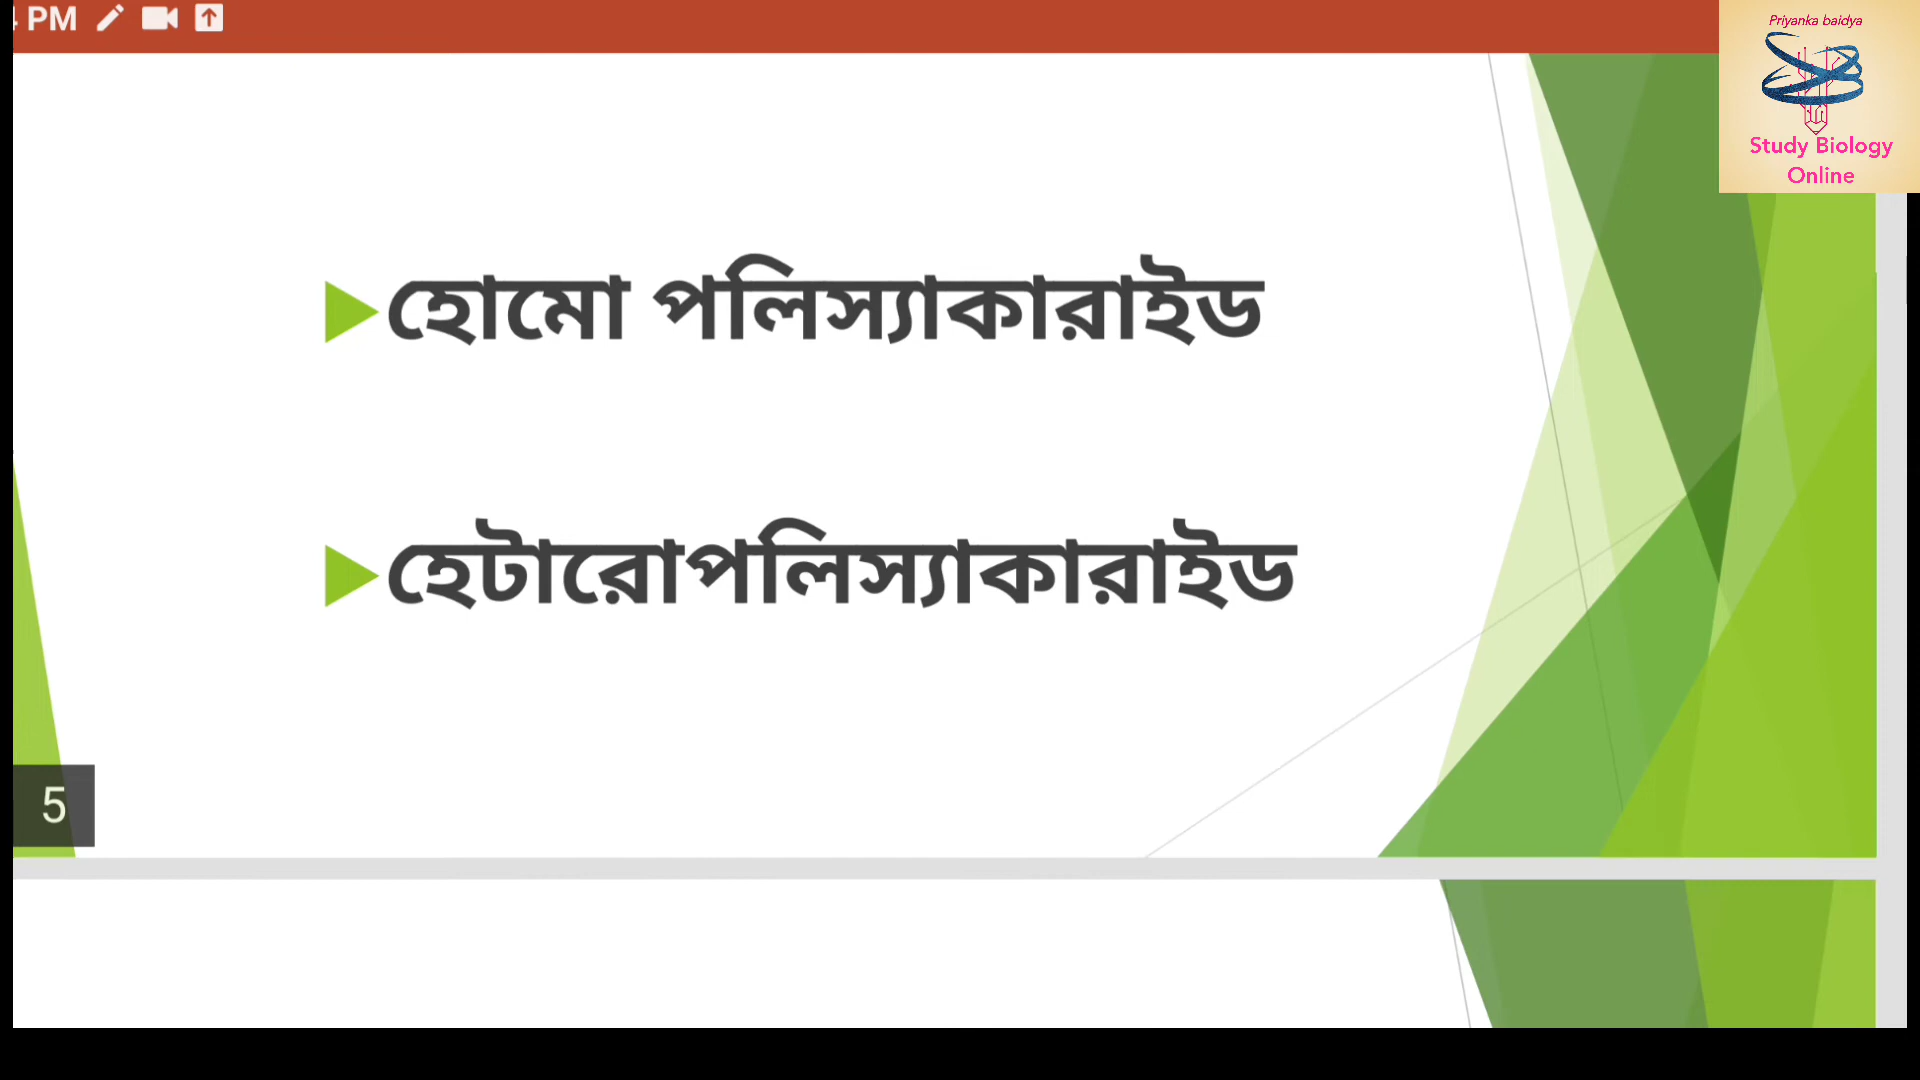 PM
Priyanka baidya
Study Biology
Online
হোমো পলিস্যাকারাইড
হেটারোপলিস্যাকারাইড
5